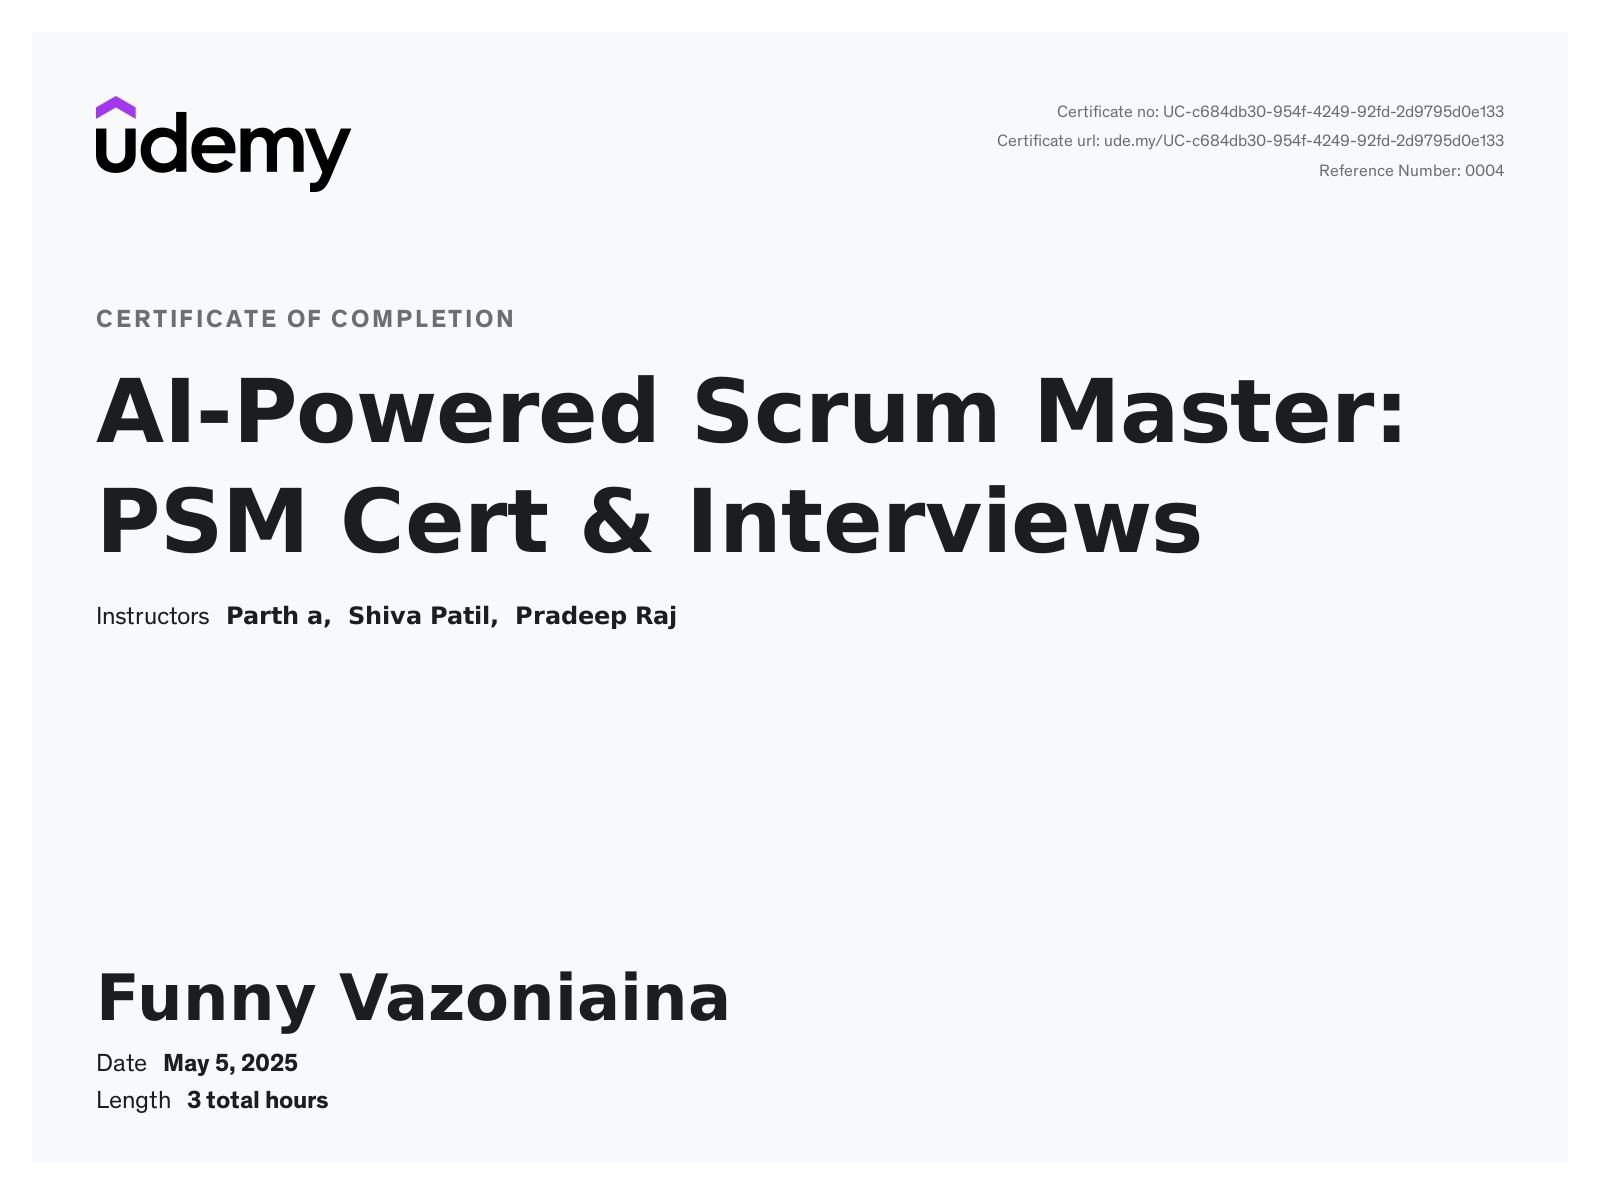 udemy
Certificate no: UC-c684db30-954f-4249-92fd-2d9795d0e133
Certificate url: ude.my/UC-c684db30-954f-4249-92fd-2d9795d0e133
Reference Number: 0004
CERTIFICATE OF COMPLETION
AI-Powered Scrum Master:
PSM Cert & Interviews
Instructors Parth a, Shiva Patil, Pradeep Raj
Funny Vazoniaina
Date May 5, 2025
Length 3 total hours